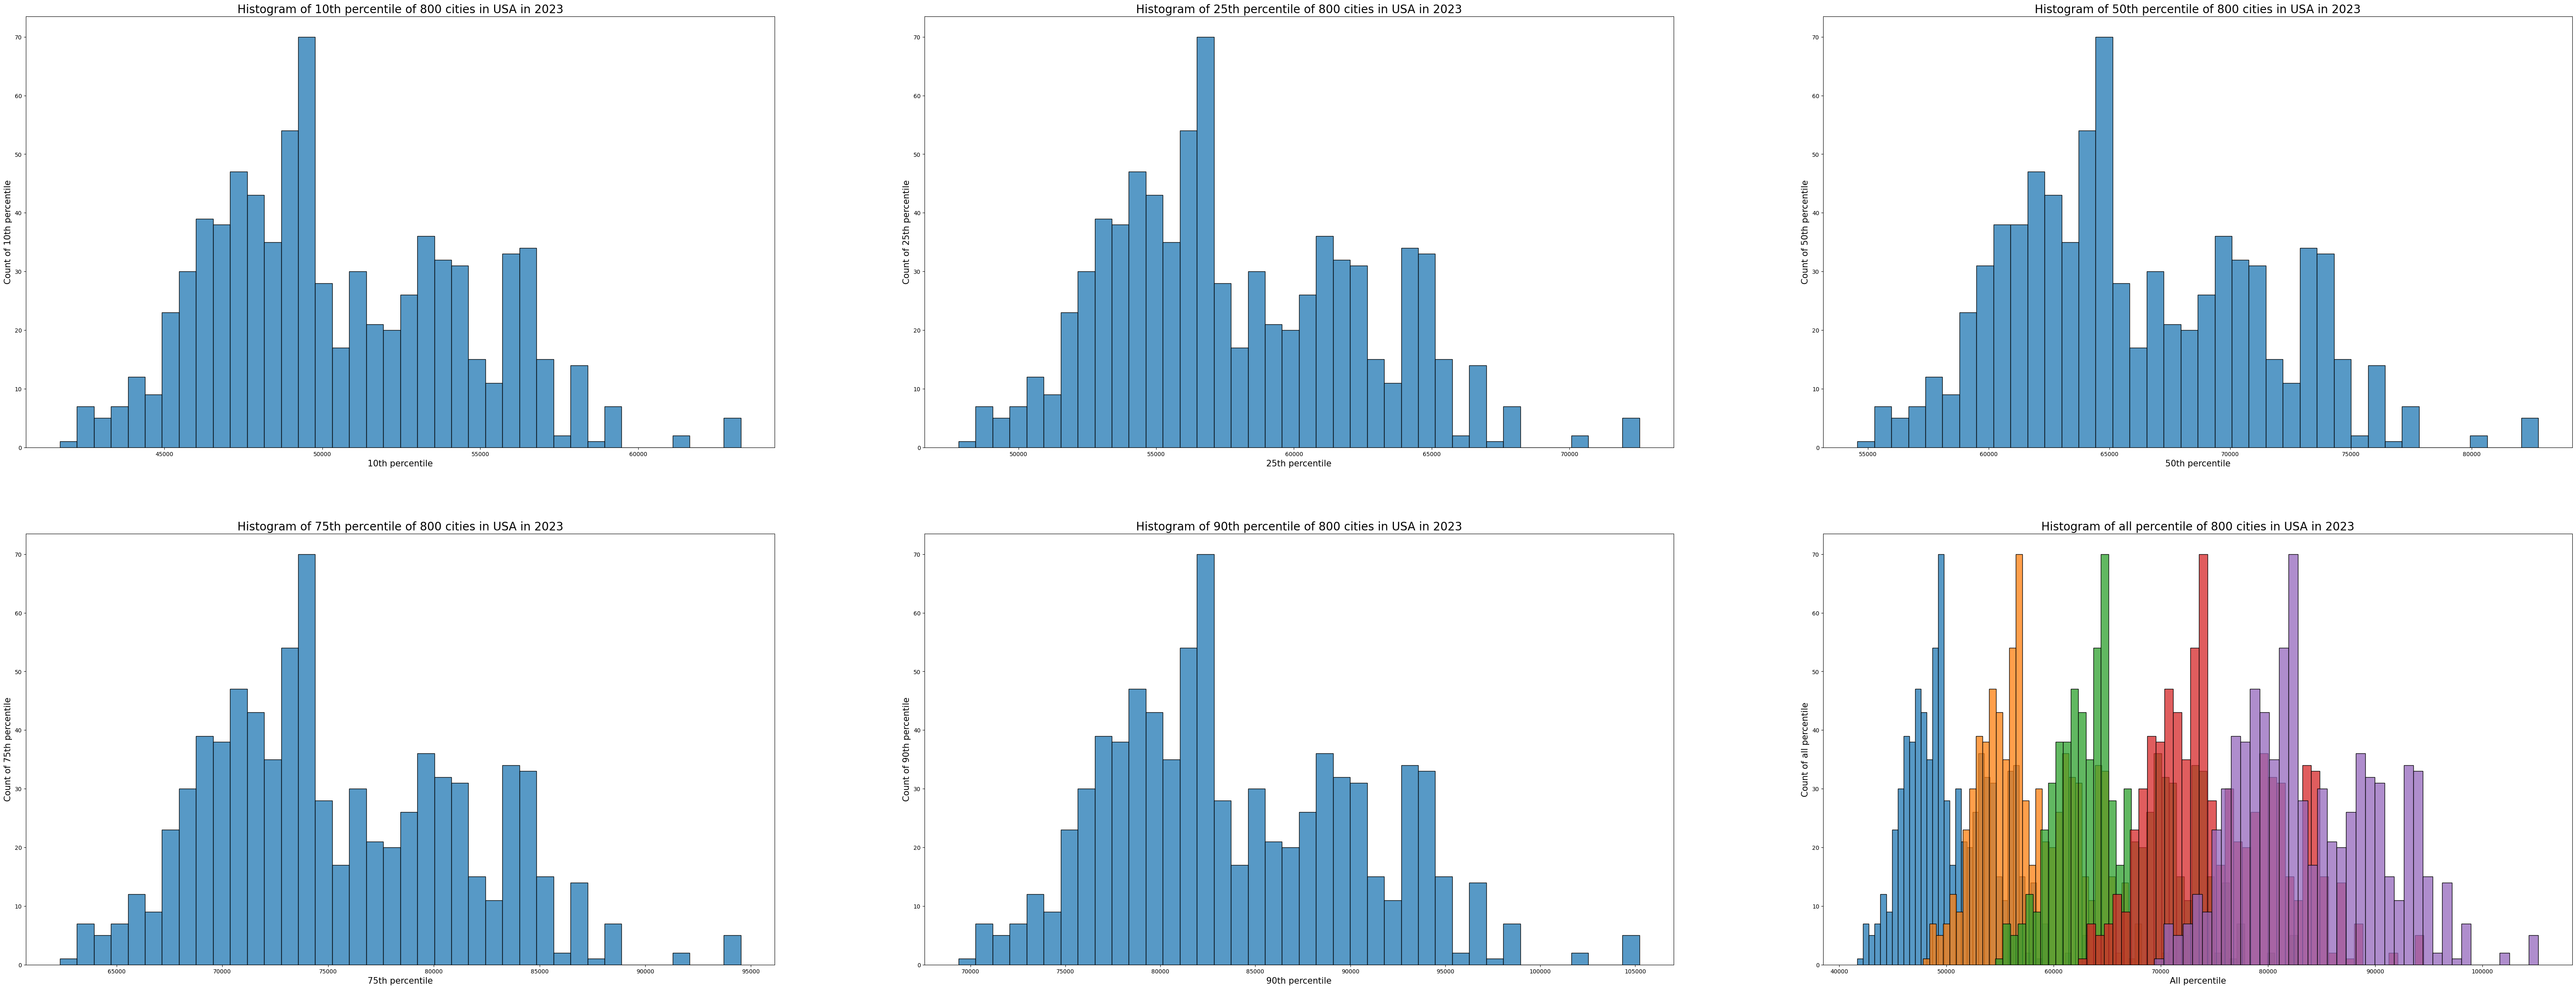 Histogram of 10th percentile of 800 cities in USA in 2023
Count of 10th percentile
70
60
50
40
30
20
10
0
45000 50000 55000 60000
10th percentile
Histogram of 25th percentile of 800 cities in USA in 2023
Count of 25th percentile
70
60
50
40
30
20
10
0
50000 55000 60000 65000 70000
25th percentile
Histogram of 50th percentile of 800 cities in USA in 2023
Count of 50th percentile
70
60
50
40
30
20
10
0
55000 60000 65000 70000 75000 80000
50th percentile
Histogram of 75th percentile of 800 cities in USA in 2023
Count of 75th percentile
70
60
50
40
30
20
10
0
65000 70000 75000 80000 85000 90000 95000
75th percentile
Histogram of 90th percentile of 800 cities in USA in 2023
Count of 90th percentile
70
60
50
40
30
20
10
0
70000 75000 80000 85000 90000 95000 100000 105000
90th percentile
Histogram of all percentile of 800 cities in USA in 2023
Count of all percentile
70
60
50
40
30
20
10
0
40000 50000 60000 70000 80000 90000 100000
All percentile